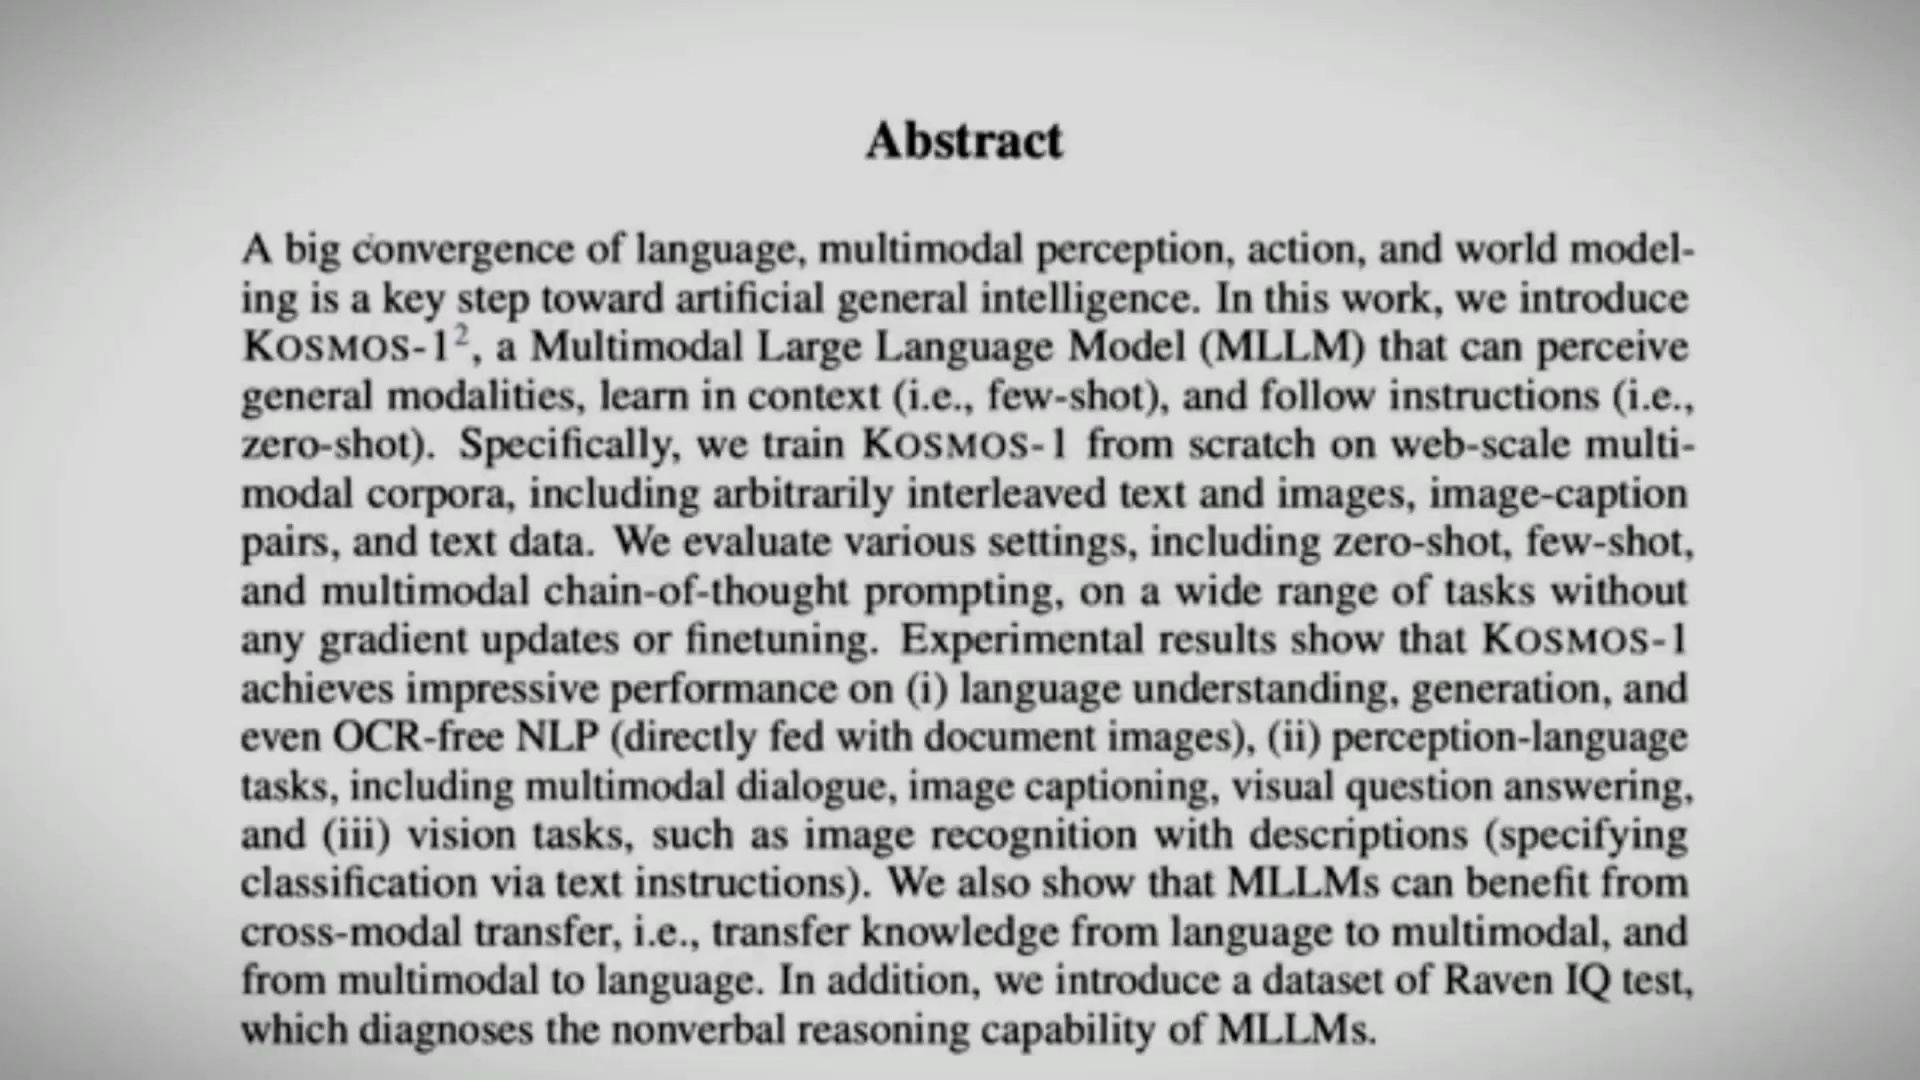 Abstract
A big convergence of language, multimodal perception, action, and world model-
ing is a key step toward artificial general intelligence. In this work, we introduce
KOSMOS-1², a Multimodal Large Language Model (MLLM) that can perceive
general modalities, learn in context (i.e., few-shot), and follow instructions (i.e.,
zero-shot). Specifically, we train KOSMOS-1 from scratch on web-scale multi-
modal corpora, including arbitrarily interleaved text and images, image-caption
pairs, and text data. We evaluate various settings, including zero-shot, few-shot,
and multimodal chain-of-thought prompting, on a wide range of tasks without
any gradient updates or finetuning. Experimental results show that KOSMOS-1
achieves impressive performance on (i) language understanding, generation, and
even OCR-free NLP (directly fed with document images), (ii) perception-language
tasks, including multimodal dialogue, image captioning, visual question answering,
and (iii) vision tasks, such as image recognition with descriptions (specifying
classification via text instructions). We also show that MLLMs can benefit from
cross-modal transfer, i.e., transfer knowledge from language to multimodal, and
from multimodal to language. In addition, we introduce a dataset of Raven IQ test,
which diagnoses the nonverbal reasoning capability of MLLMs.